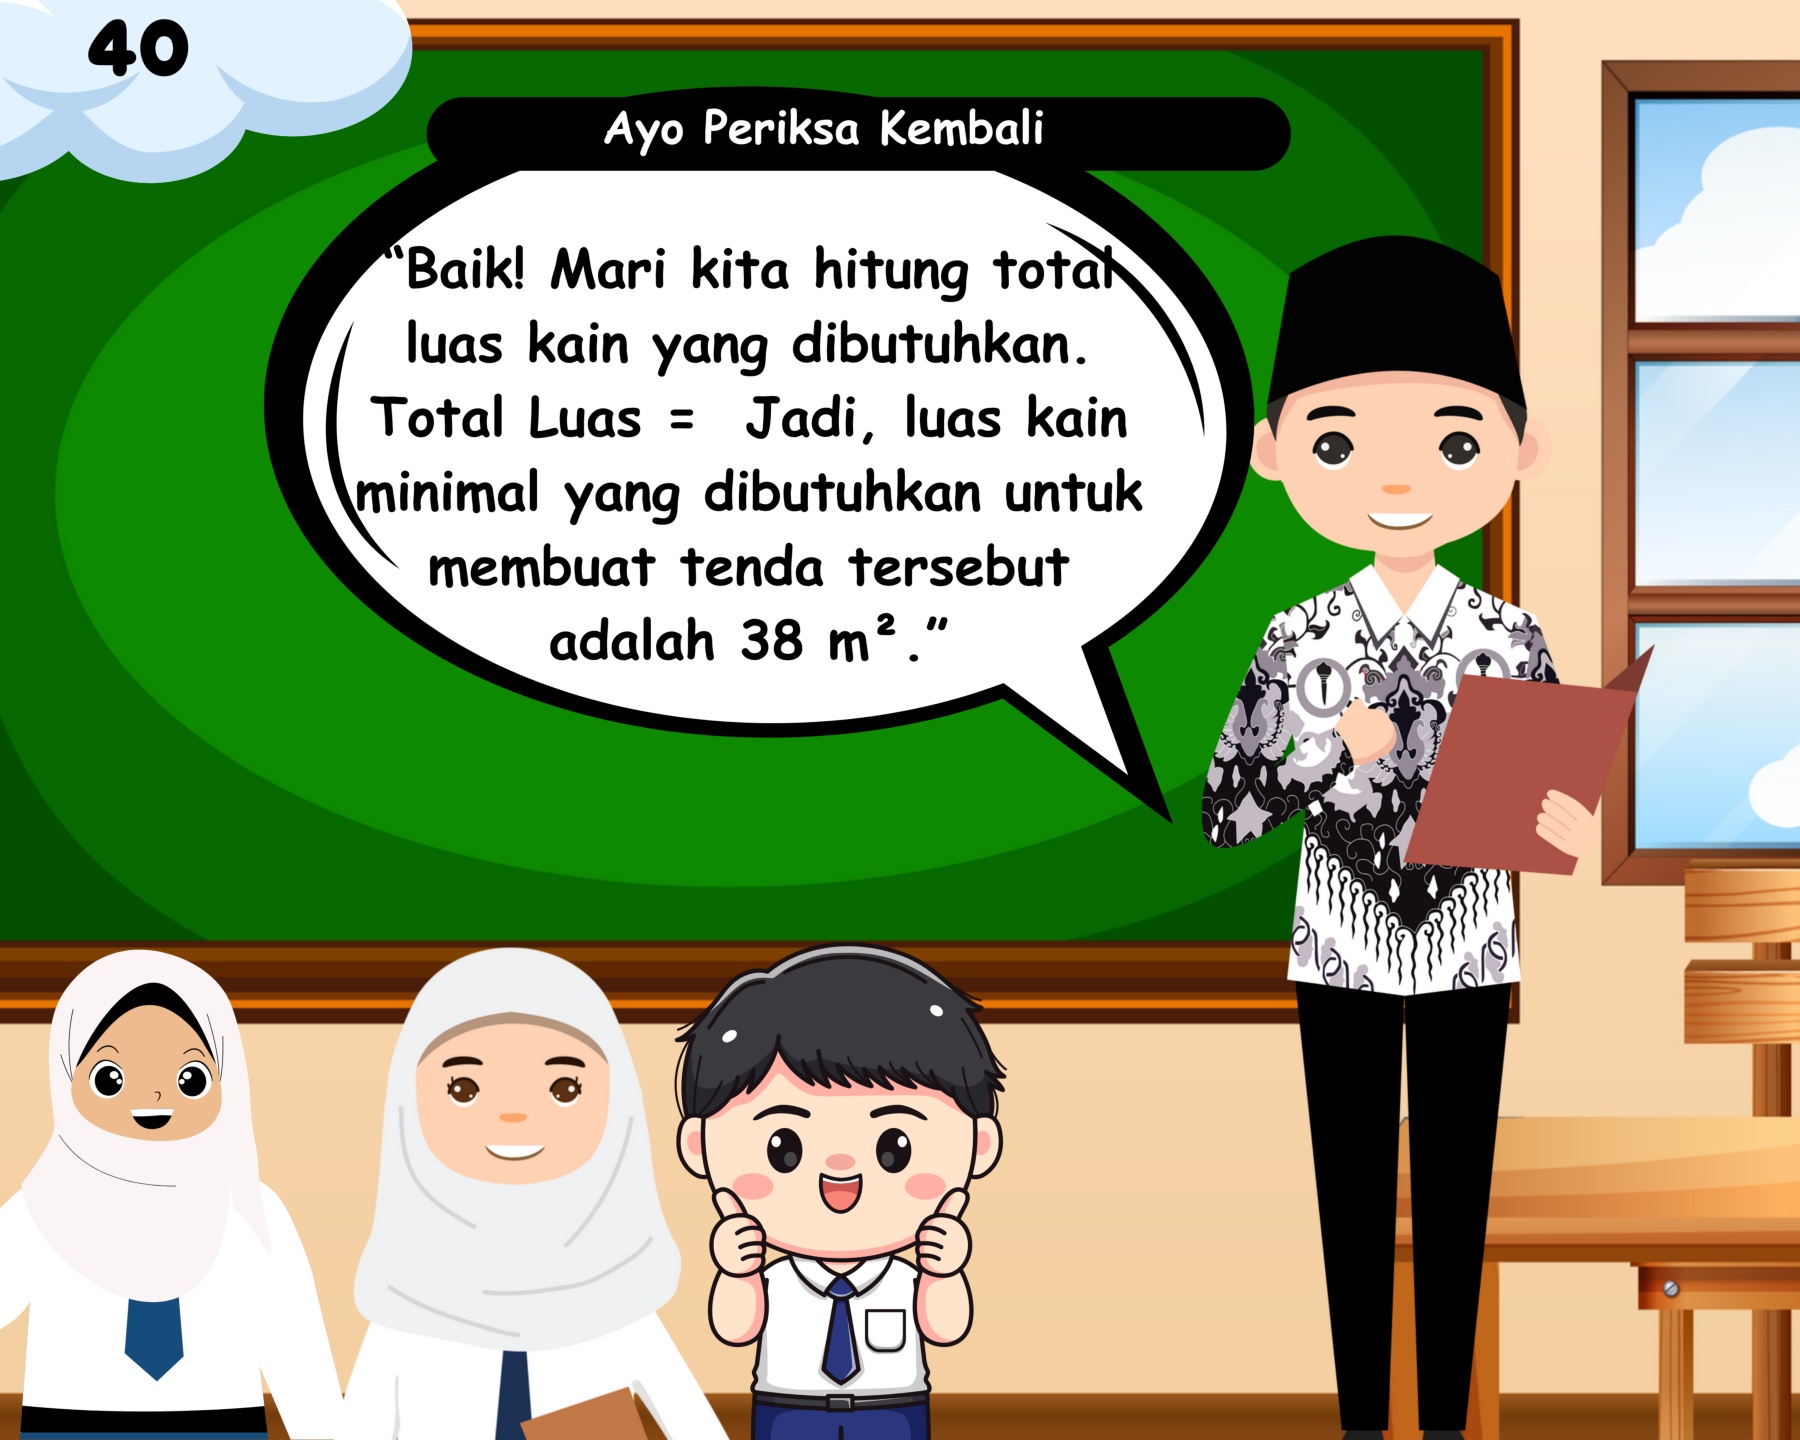 40
Ayo Periksa Kembali
“Baik! Mari kita hitung total
luas kain yang dibutuhkan.
Total Luas = Jadi, luas kain
minimal yang dibutuhkan untuk
membuat tenda tersebut
adalah 38 m².”